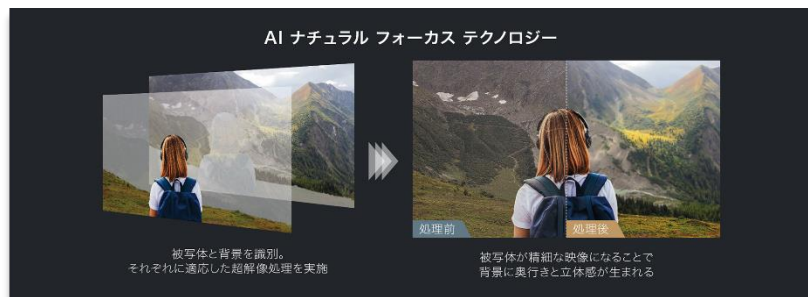 AI ナチュラル フォーカス テクノロジー
処理前
処理後
被写体と背景を識別。
それぞれに適応した超解像処理を実施
被写体が精細な映像になることで
背景に奥行きと立体感が生まれる